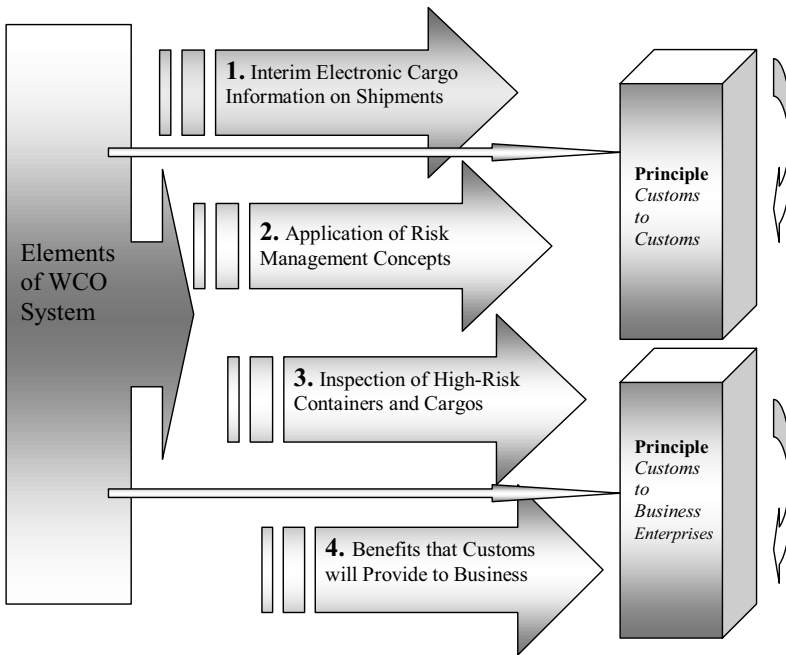 Elements
of WCO
System
1. Interim Electronic Cargo
Information on Shipments
2. Application of Risk
Management Concepts
3. Inspection of High-Risk
Containers and Cargos
4. Benefits that Customs
will Provide to Business
Principle
Customs
to
Customs
Principle
Customs
to
Business
Enterprises